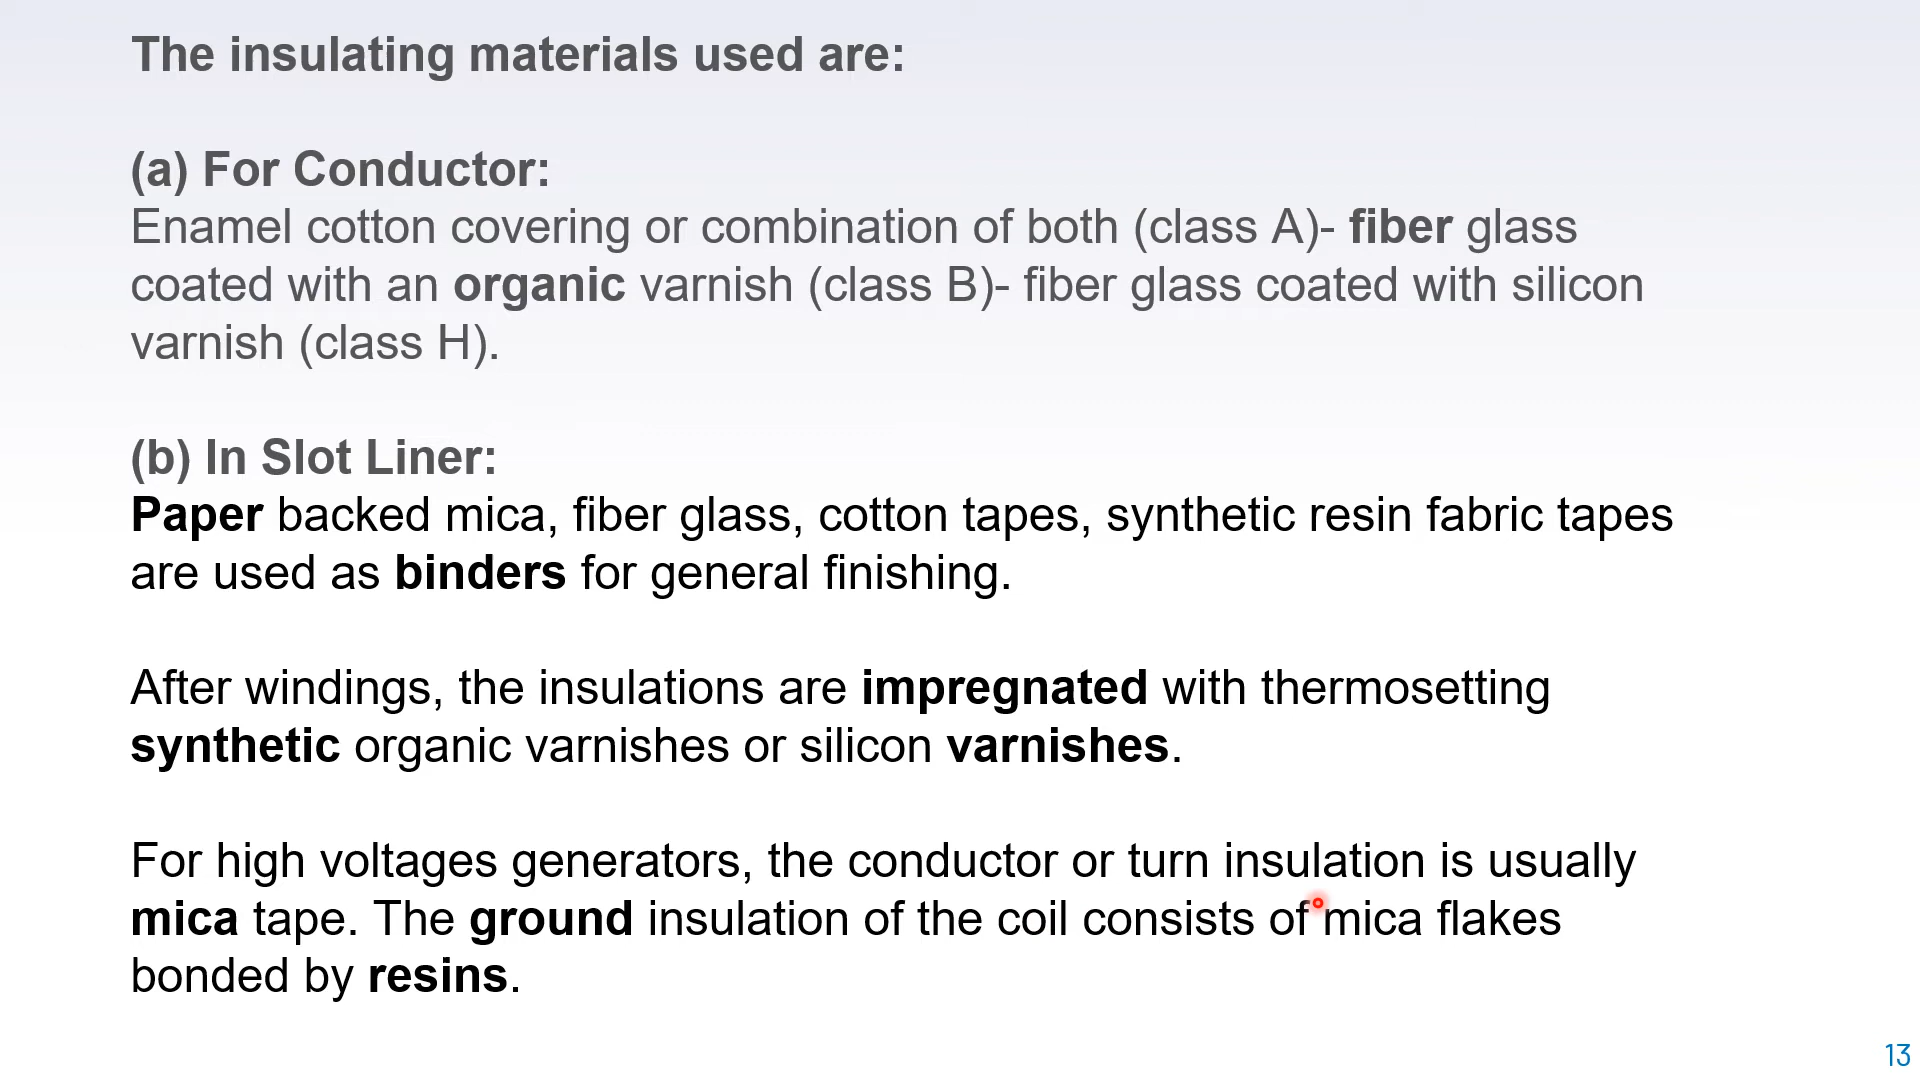 The insulating materials used are:
(a) For Conductor:
Enamel cotton covering or combination of both (class A)- fiber glass
coated with an organic varnish (class B)- fiber glass coated with silicon
varnish (class H).
(b) In Slot Liner:
Paper backed mica, fiber glass, cotton tapes, synthetic resin fabric tapes
are used as binders for general finishing.
After windings, the insulations are impregnated with thermosetting
synthetic organic varnishes or silicon varnishes.
For high voltages generators, the conductor or turn insulation is usually
mica tape. The ground insulation of the coil consists of mica flakes
bonded by resins.
13